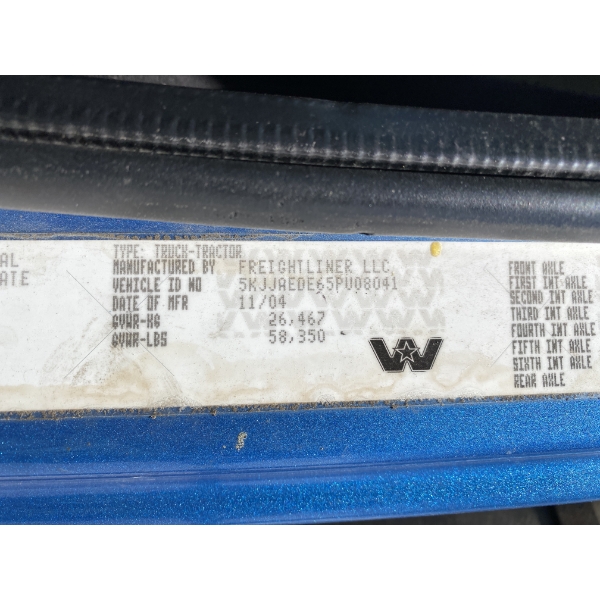 AL
ATE
TYPE: TRUCK-TRACTOR
MANUFACTURED BY FREIGHTLINER LLC
VEHICLE ID NO 5KJJAEDE65PU08041
DATE OF MFR 11/04
GVWR-KG 26,467
GVWR-LBS 58,350
FRONT AXLE
FIRST INT AXLE
SECOND INT AXLE
THIRD INT AXLE
FOURTH INT AXLE
FIFTH INT AXLE
SIXTH INT AXLE
REAR AXLE